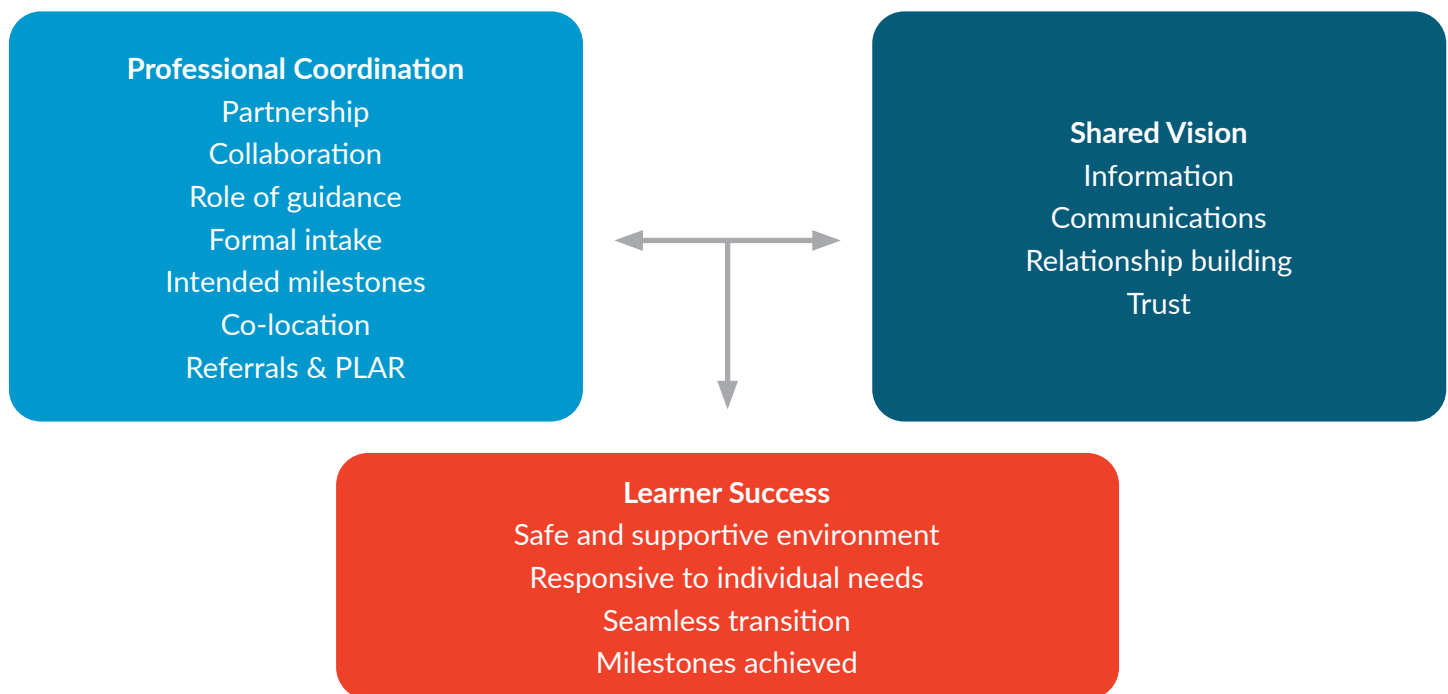 Professional Coordination
Partnership
Collaboration
Role of guidance
Formal intake
Intended milestones
Co-location
Referrals & PLAR
Shared Vision
Information
Communications
Relationship building
Trust
Learner Success
Safe and supportive environment
Responsive to individual needs
Seamless transition
Milestones achieved